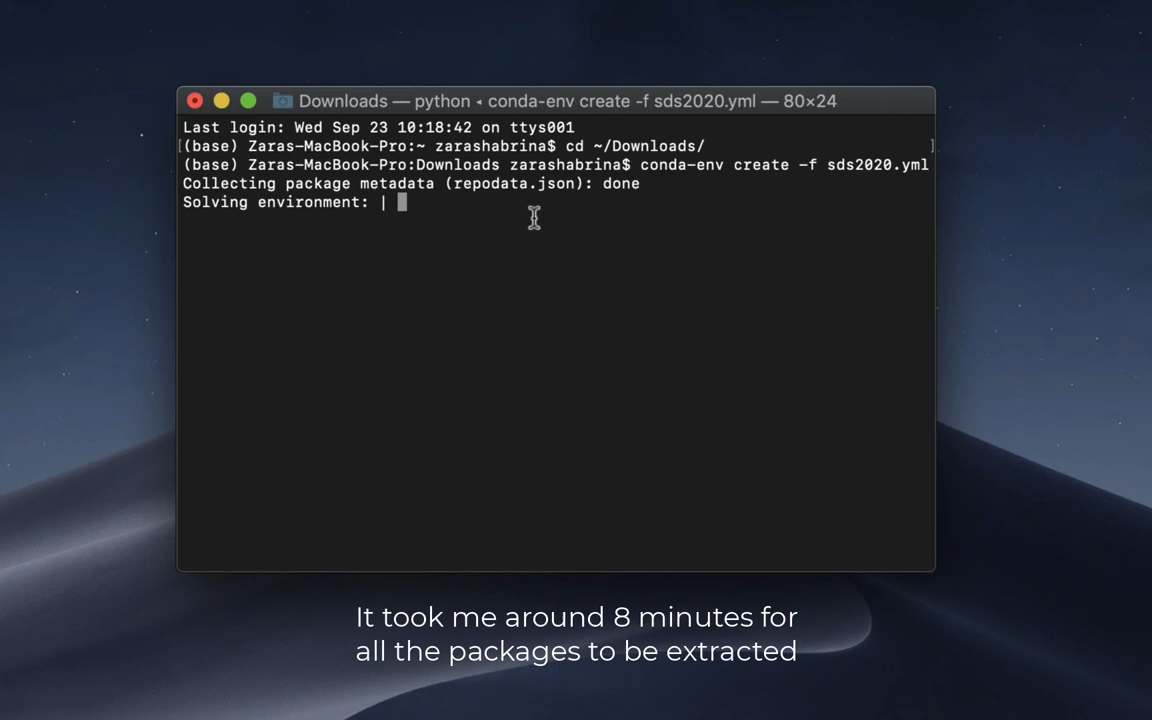 Downloads — python ◂ conda-env create -f sds2020.yml — 80×24
Last login: Wed Sep 23 10:18:42 on ttys001
[(base) Zaras-MacBook-Pro:~ zarashabrina$ cd ~/Downloads/ ]
(base) Zaras-MacBook-Pro:Downloads zarashabrina$ conda-env create -f sds2020.yml
Collecting package metadata (repodata.json): done
Solving environment: |
It took me around 8 minutes for
all the packages to be extracted